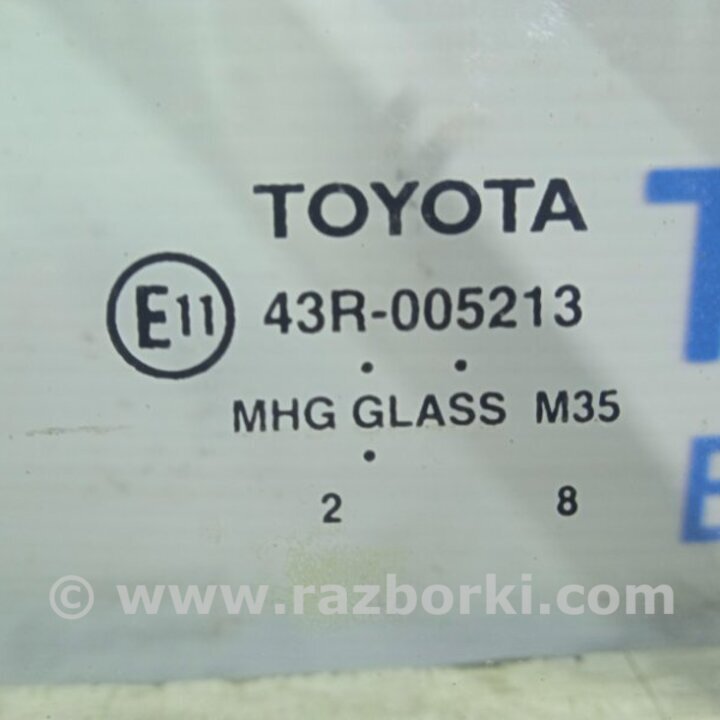 TOYOTA
E11 43R-005213
MHG GLASS M35
2 8
© www.razborki.com